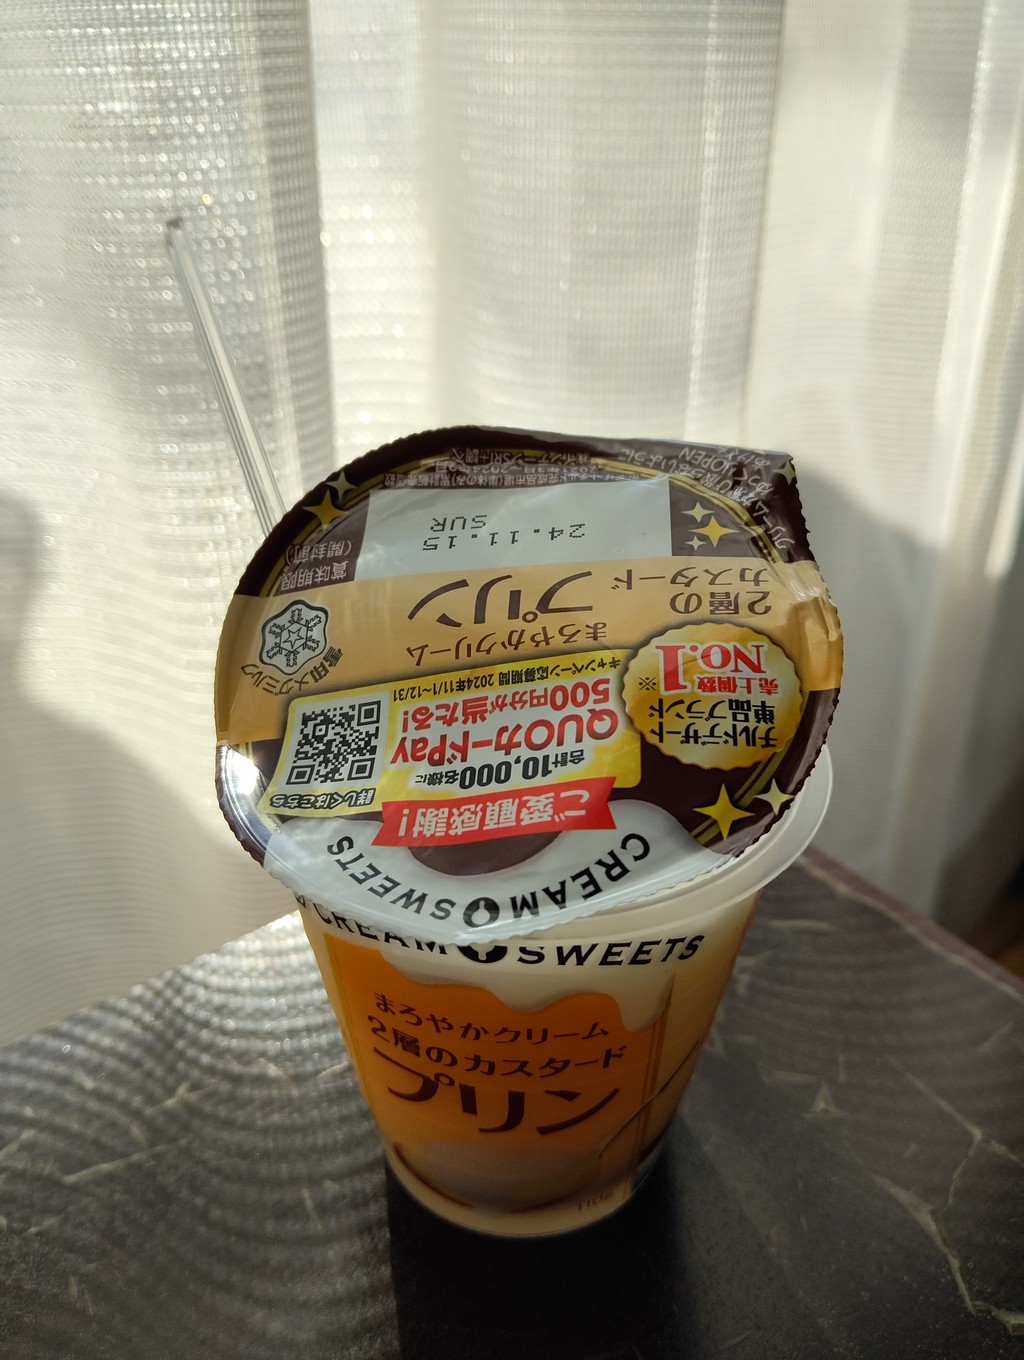 CREAM SWEETS
ご愛顧感謝!
合計10,000名様に
QUOカードPay
500円分が当たる!
キャンペーン応募期間 2024年11/1~12/31
詳しくはこちら
チルドデザート
単品ブランド
売上個数
No.1
※
雪印メグミルク
まろやかクリーム
2層の
カスタード
プリン
賞味期限
(開封前)
24.11.15
SUR
CREAM SWEETS
まろやかクリーム
2層のカスタード
プリン